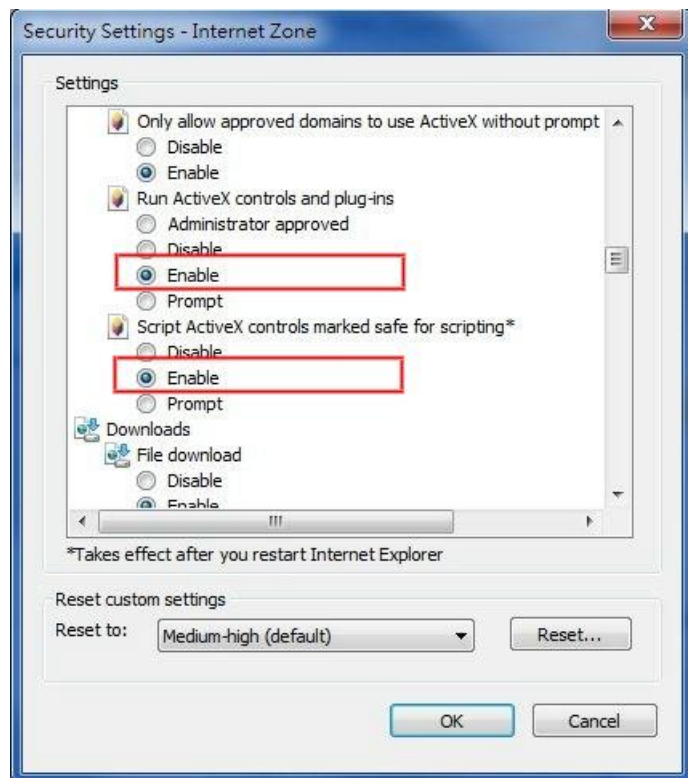 Security Settings - Internet Zone
Settings
Only allow approved domains to use ActiveX without prompt
Disable
Enable
Run ActiveX controls and plug-ins
Administrator approved
Disable
Enable
Prompt
Script ActiveX controls marked safe for scripting*
Disable
Enable
Prompt
Downloads
File download
Disable
Enable
*Takes effect after you restart Internet Explorer
Reset custom settings
Reset to: Medium-high (default) Reset...
OK Cancel